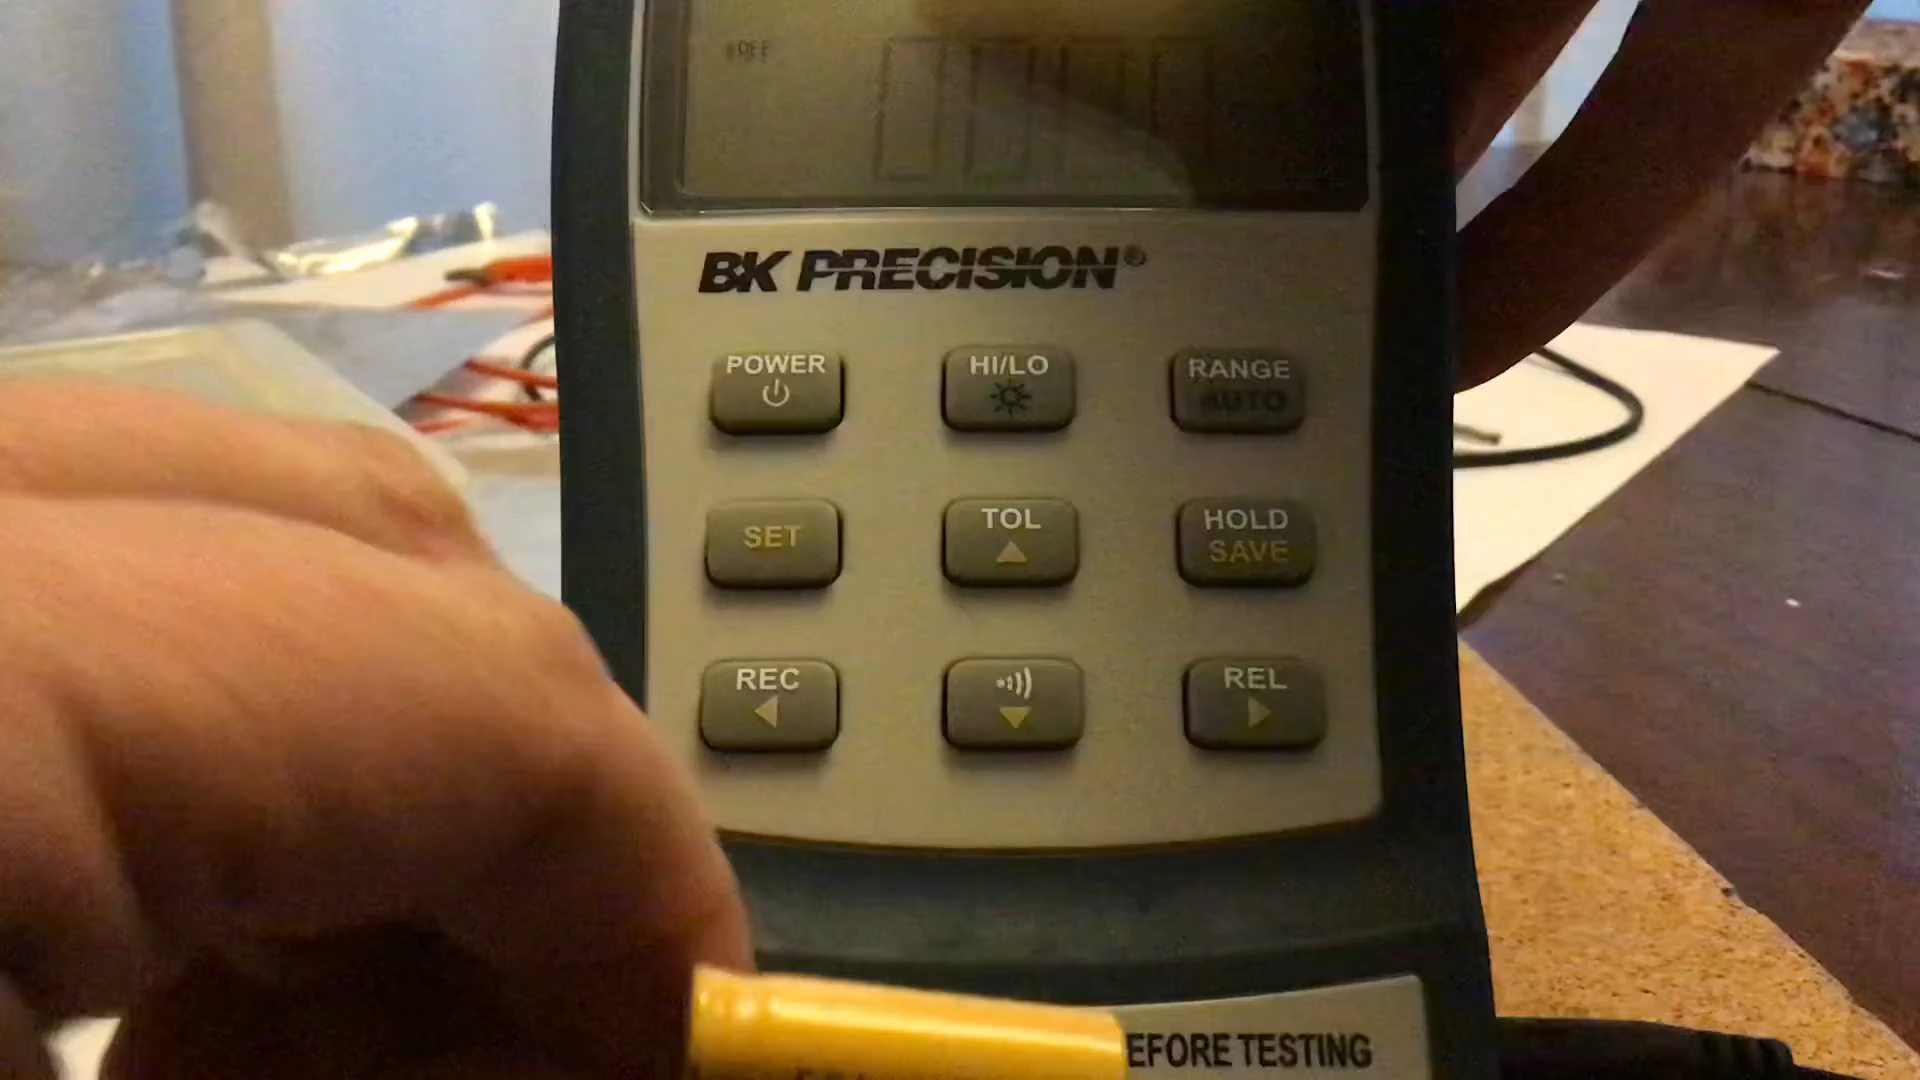 OFF
BK PRECISION®
POWER
HI/LO
RANGE
AUTO
SET
TOL
HOLD
SAVE
REC
REL
EFORE TESTING